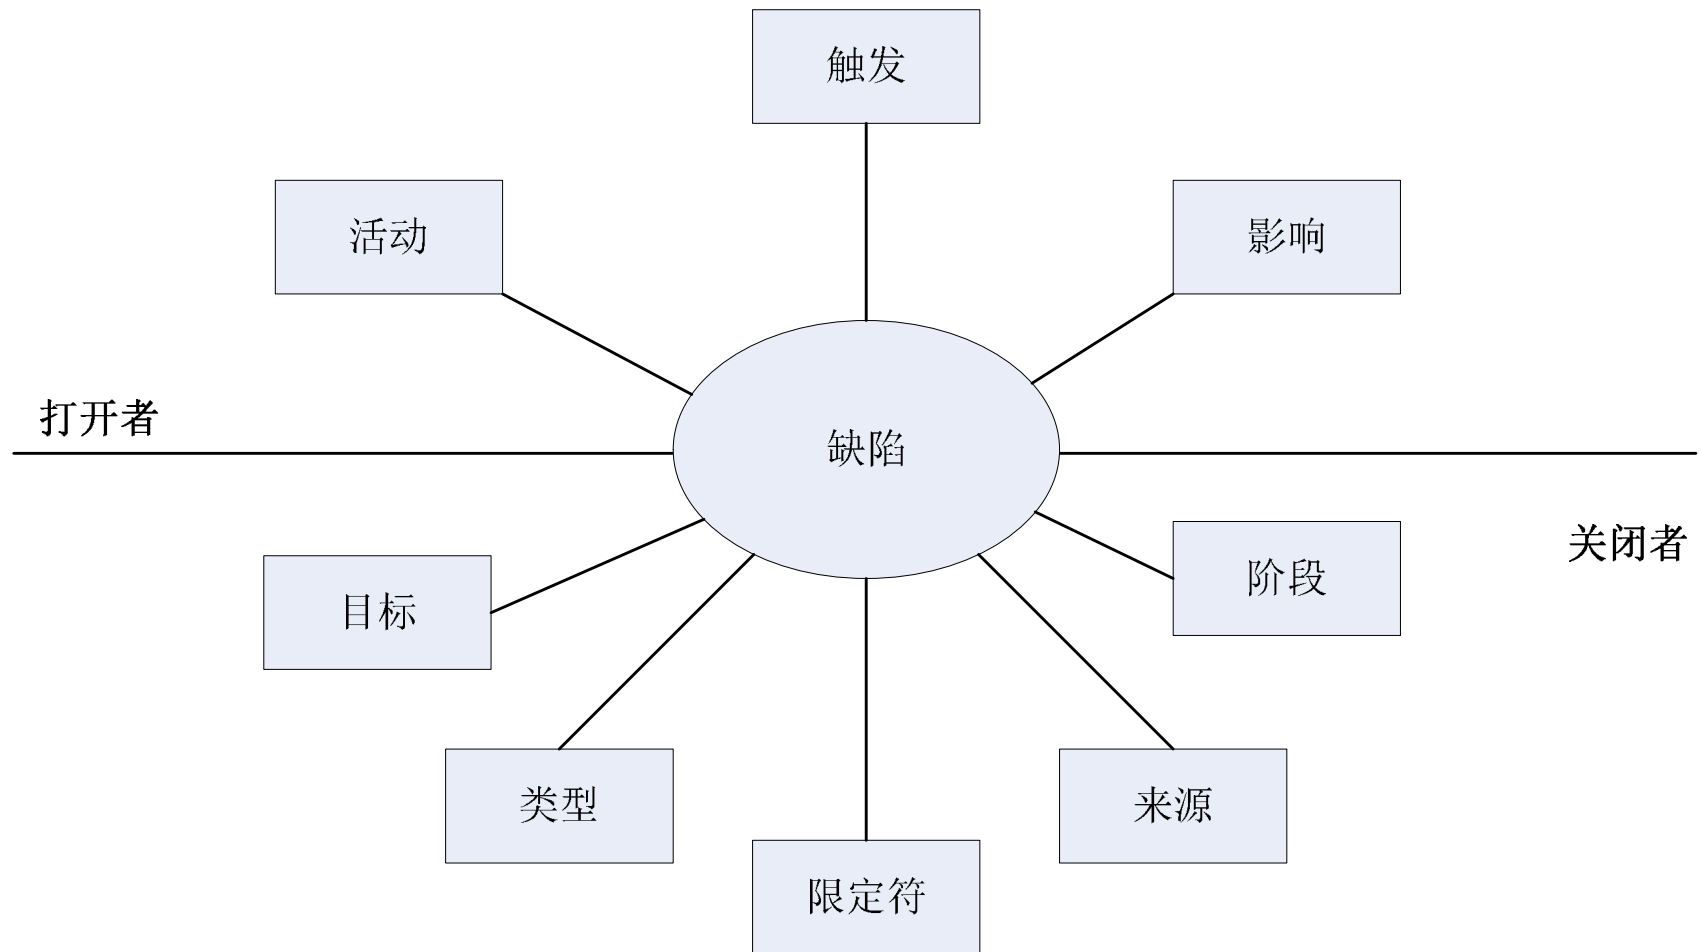 触发
活动
影响
打开者
缺陷
关闭者
阶段
目标
类型
来源
限定符